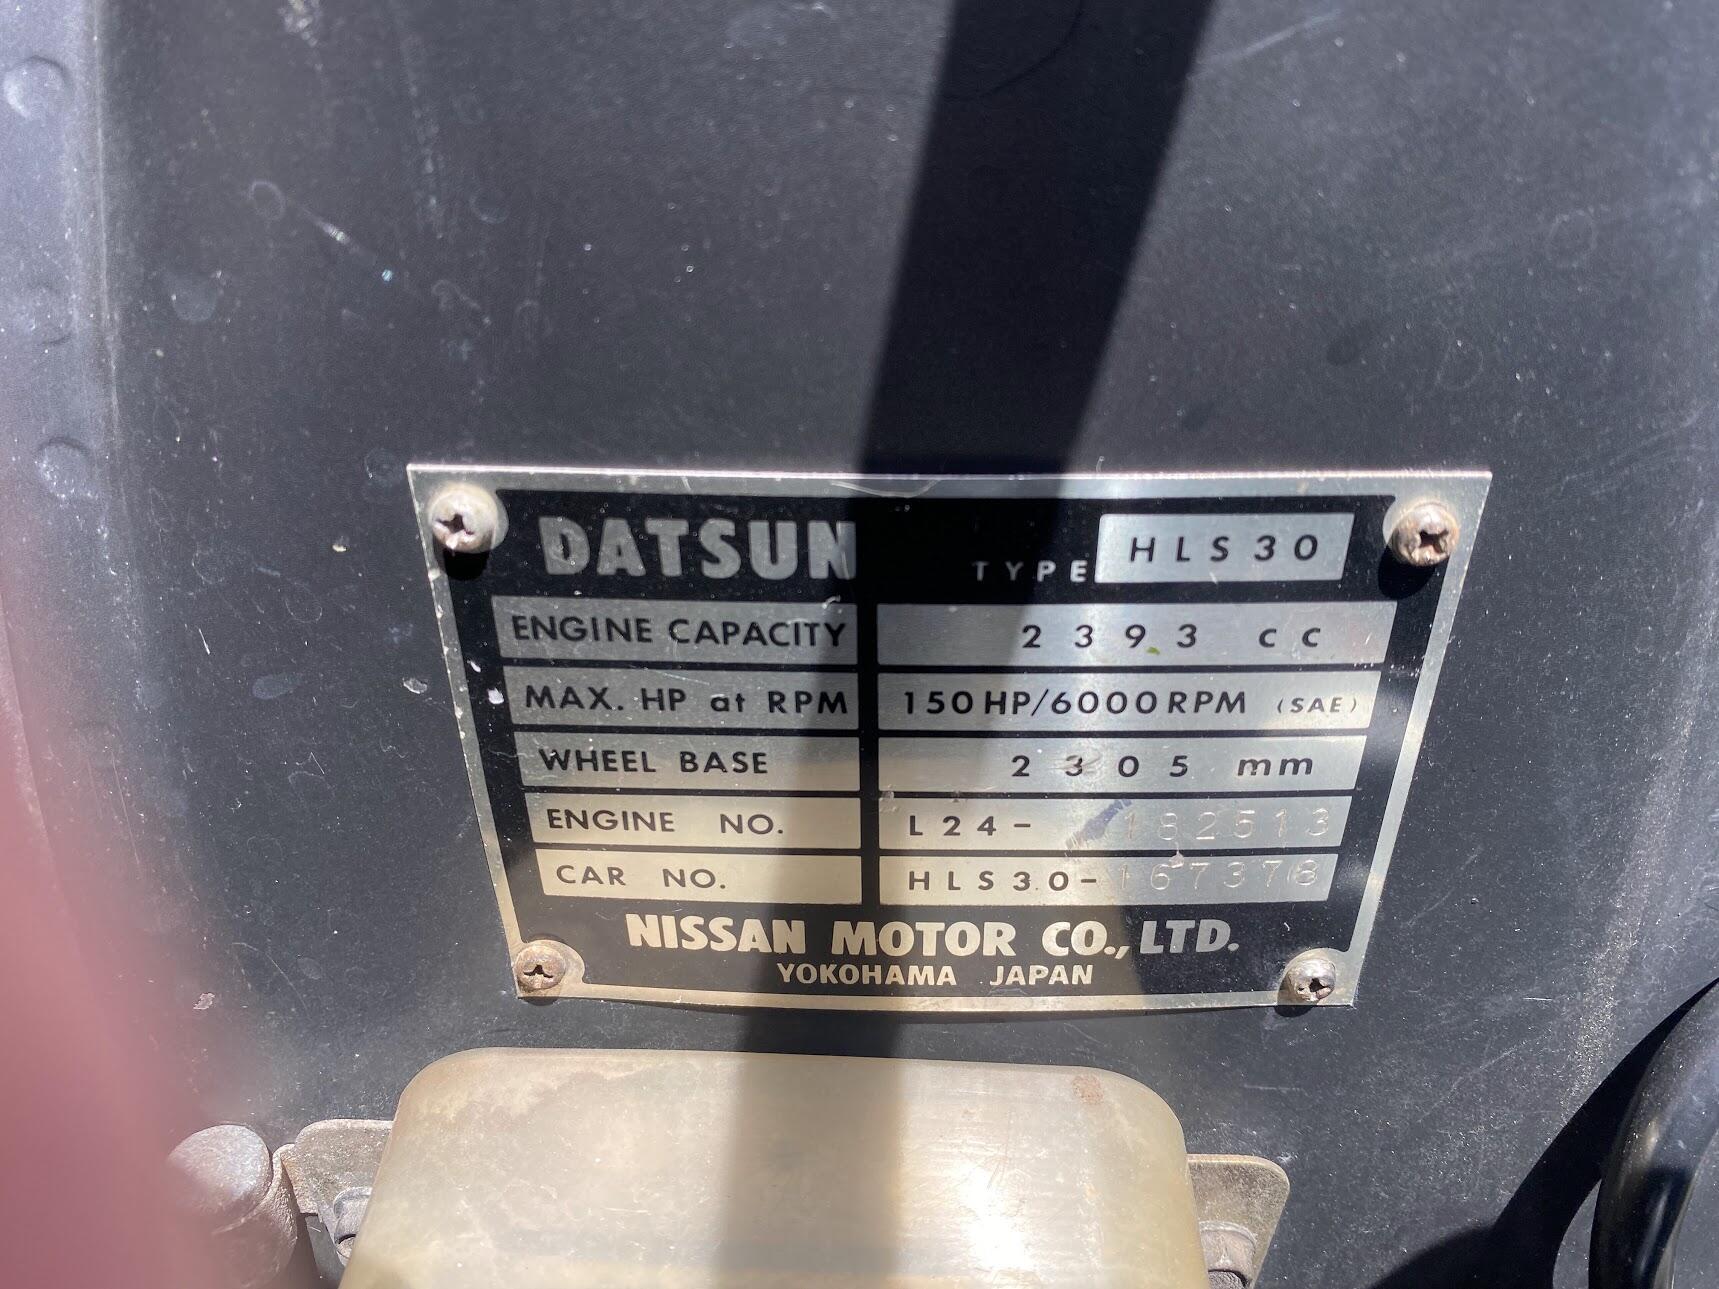 DATSUN TYPE HLS30
ENGINE CAPACITY 2393 cc
MAX. HP at RPM 150HP/6000RPM (SAE)
WHEEL BASE 2305 mm
ENGINE NO. L24- 182513
CAR NO. HLS30-167378
NISSAN MOTOR CO., LTD.
YOKOHAMA JAPAN